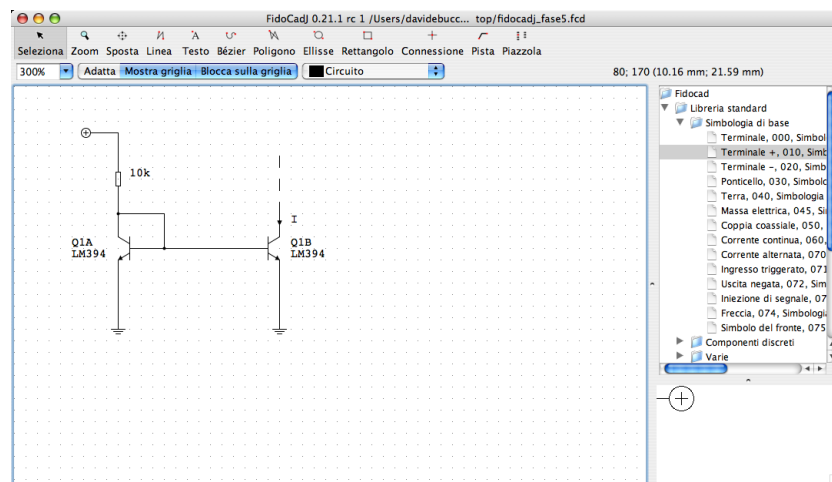 FidoCadJ 0.21.1 rc 1 /Users/davidebucc... top/fidocadj_fase5.fcd
Seleziona Zoom Sposta Linea Testo Bézier Poligono Ellisse Rettangolo Connessione Pista Piazzola
300% Adatta Mostra griglia Blocca sulla griglia Circuito 80; 170 (10.16 mm; 21.59 mm)
Fidocad
Libreria standard
Simbologia di base
Terminale, 000, Simbol
Terminale +, 010, Simb
Terminale -, 020, Simb
Ponticello, 030, Simbolo
Terra, 040, Simbologia
Massa elettrica, 045, Si
Coppia coassiale, 050,
Corrente continua, 060,
Corrente alternata, 070
Ingresso triggerato, 071
Uscita negata, 072, Sim
Iniezione di segnale, 07
Freccia, 074, Simbologi
Simbolo del fronte, 075
Componenti discreti
Varie
10k
I
Q1A
LM394
Q1B
LM394